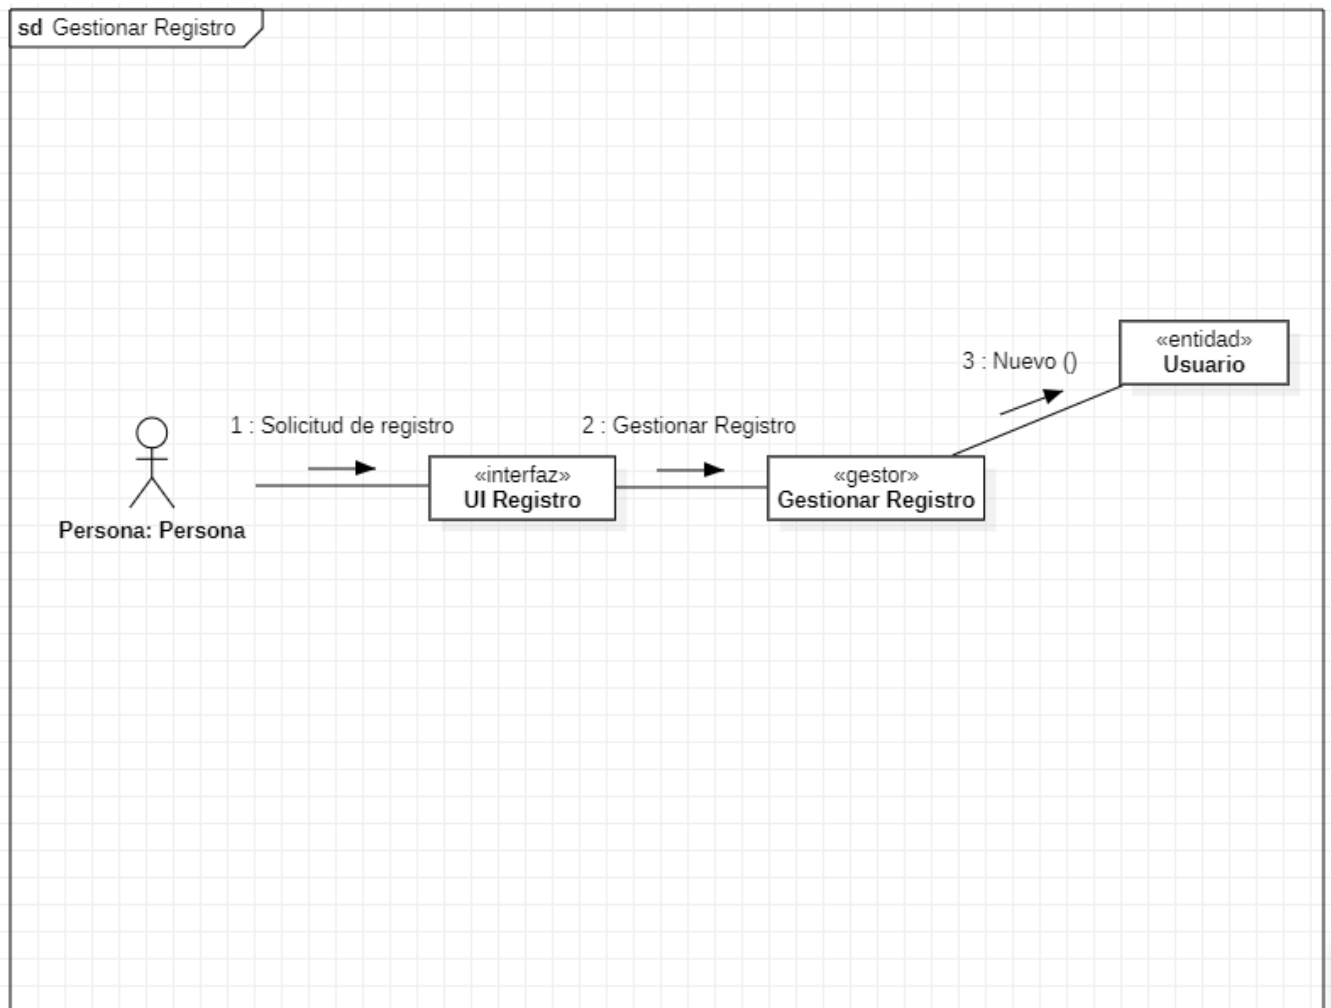 sd Gestionar Registro
3 : Nuevo ()
«entidad»
Usuario
1 : Solicitud de registro
2 : Gestionar Registro
«interfaz»
UI Registro
«gestor»
Gestionar Registro
Persona: Persona